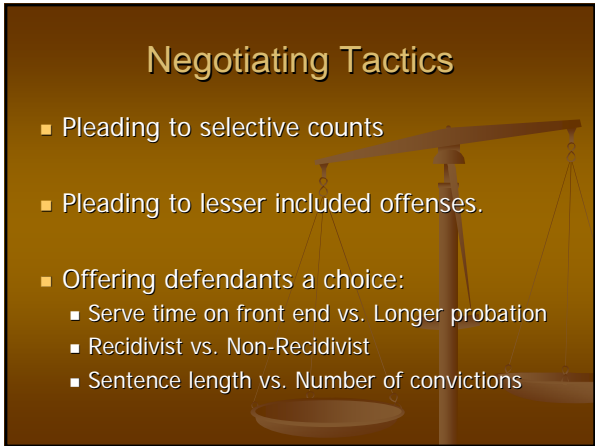 Negotiating Tactics
Pleading to selective counts
Pleading to lesser included offenses.
Offering defendants a choice:
Serve time on front end vs. Longer probation
Recidivist vs. Non-Recidivist
Sentence length vs. Number of convictions